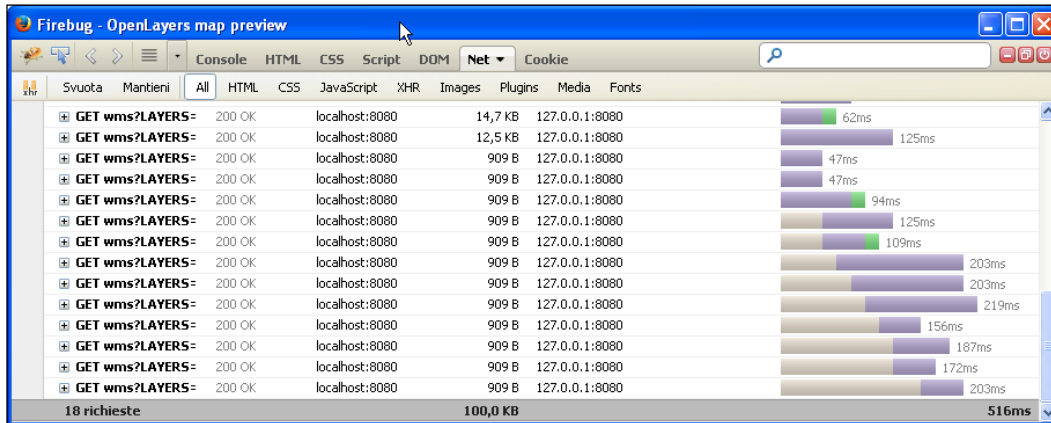 Firebug - OpenLayers map preview
Console HTML CSS Script DOM Net Cookie
xhr Svuota Mantieni All HTML CSS JavaScript XHR Images Plugins Media Fonts
GET wms?LAYERS= 200 OK localhost:8080 14,7 KB 127.0.0.1:8080 62ms
GET wms?LAYERS= 200 OK localhost:8080 12,5 KB 127.0.0.1:8080 125ms
GET wms?LAYERS= 200 OK localhost:8080 909 B 127.0.0.1:8080 47ms
GET wms?LAYERS= 200 OK localhost:8080 909 B 127.0.0.1:8080 47ms
GET wms?LAYERS= 200 OK localhost:8080 909 B 127.0.0.1:8080 94ms
GET wms?LAYERS= 200 OK localhost:8080 909 B 127.0.0.1:8080 125ms
GET wms?LAYERS= 200 OK localhost:8080 909 B 127.0.0.1:8080 109ms
GET wms?LAYERS= 200 OK localhost:8080 909 B 127.0.0.1:8080 203ms
GET wms?LAYERS= 200 OK localhost:8080 909 B 127.0.0.1:8080 203ms
GET wms?LAYERS= 200 OK localhost:8080 909 B 127.0.0.1:8080 219ms
GET wms?LAYERS= 200 OK localhost:8080 909 B 127.0.0.1:8080 156ms
GET wms?LAYERS= 200 OK localhost:8080 909 B 127.0.0.1:8080 187ms
GET wms?LAYERS= 200 OK localhost:8080 909 B 127.0.0.1:8080 172ms
GET wms?LAYERS= 200 OK localhost:8080 909 B 127.0.0.1:8080 203ms
18 richieste 100,0 KB 516ms